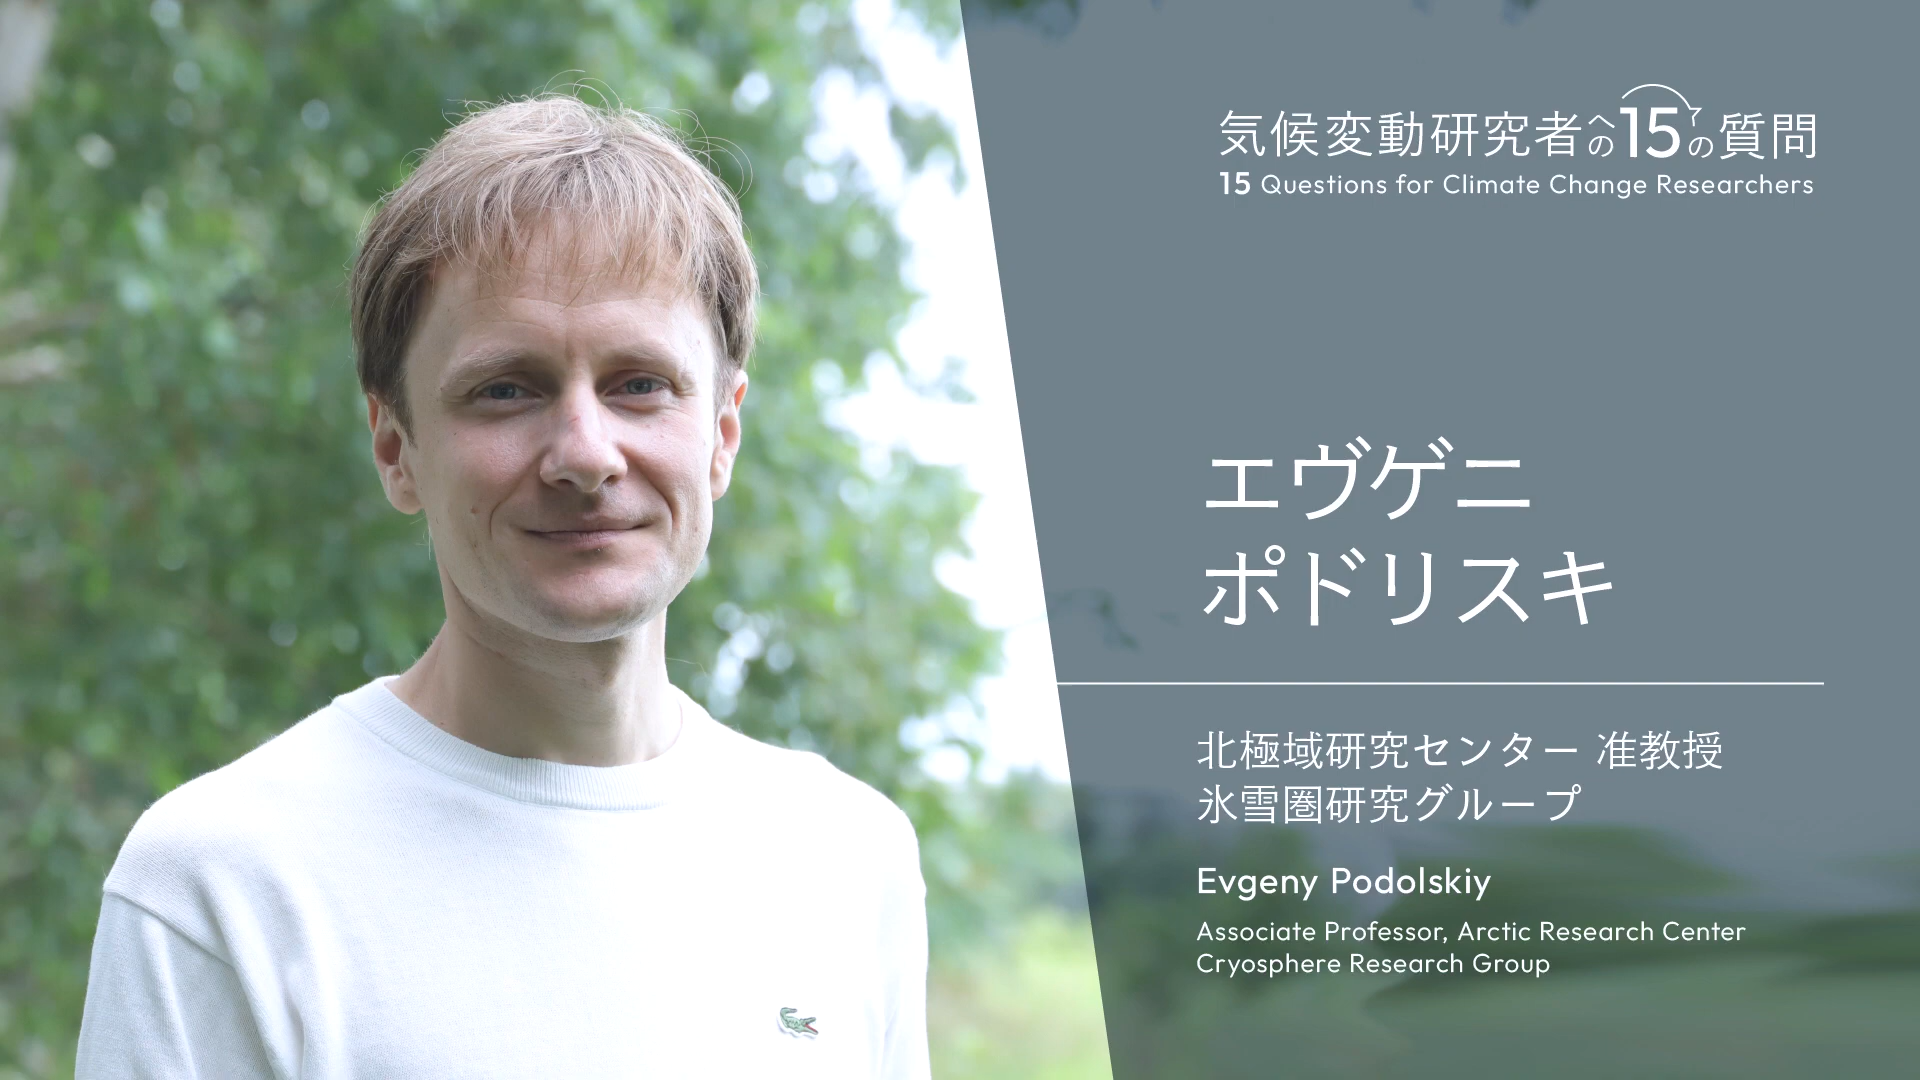 気候変動研究者への15の質問
15 Questions for Climate Change Researchers
エヴゲニ
ポドリスキ
北極域研究センター 准教授
氷雪圏研究グループ
Evgeny Podolskiy
Associate Professor, Arctic Research Center
Cryosphere Research Group